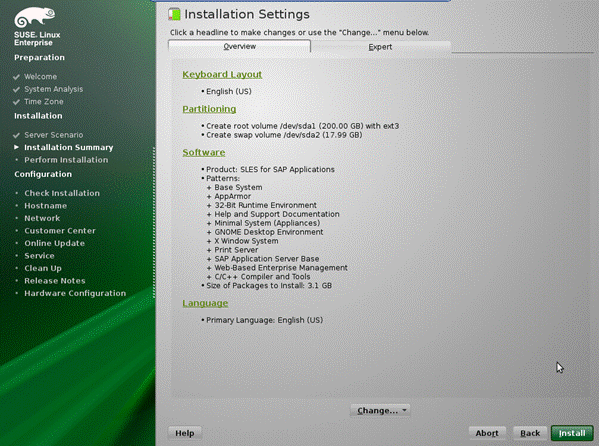 SUSE. Linux
Enterprise
Preparation
Welcome
System Analysis
Time Zone
Installation
Server Scenario
Installation Summary
Perform Installation
Configuration
Check Installation
Hostname
Network
Customer Center
Online Update
Service
Clean Up
Release Notes
Hardware Configuration
Installation Settings
Click a headline to make changes or use the "Change..." menu below.
Overview Expert
Keyboard Layout
• English (US)
Partitioning
• Create root volume /dev/sda1 (200.00 GB) with ext3
• Create swap volume /dev/sda2 (17.99 GB)
Software
• Product: SLES for SAP Applications
• Patterns:
+ Base System
+ AppArmor
+ 32-Bit Runtime Environment
+ Help and Support Documentation
+ Minimal System (Appliances)
+ GNOME Desktop Environment
+ X Window System
+ Print Server
+ SAP Application Server Base
+ Web-Based Enterprise Management
+ C/C++ Compiler and Tools
• Size of Packages to Install: 3.1 GB
Language
• Primary Language: English (US)
Change...
Help Abort Back Install